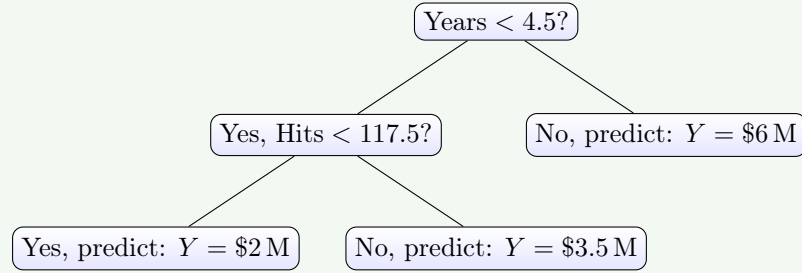 Years < 4.5?
Yes, Hits < 117.5?
No, predict: Y = $6 M
Yes, predict: Y = $2 M
No, predict: Y = $3.5 M